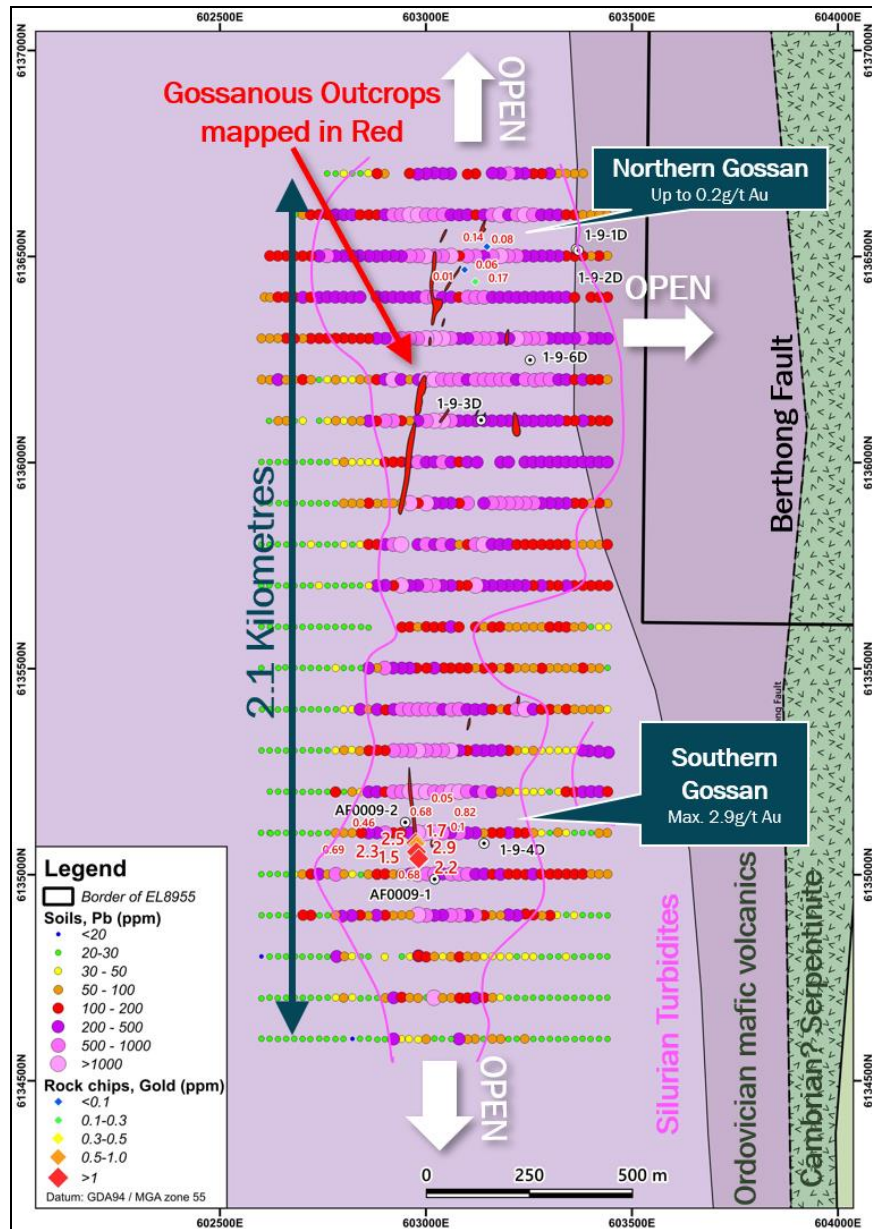 602500E 603000E 603500E 604000E
6137000N
6136500N
6136000N
6135500N
6135000N
6134500N
OPEN
Gossanous Outcrops
mapped in Red
Northern Gossan
Up to 0.2g/t Au
1-9-1D
0.14 0.08
0.06
0.01 0.17
1-9-2D
OPEN
1-9-6D
1-9-3D
Berthong Fault
2.1 Kilometres
Southern
Gossan
Max. 2.9g/t Au
0.05
AF0009-2 0.68 0.82
0.46 1.7 0.1
2.5
0.69 2.3 2.9 1-9-4D
1.5 2.2
0.68
AF0009-1
Silurian Turbidites
Ordovician mafic volcanics
Cambrian? Serpentinite
OPEN
Legend
Border of EL8955
Soils, Pb (ppm)
<20
20-30
30 - 50
50 - 100
100 - 200
200 - 500
500 - 1000
>1000
Rock chips, Gold (ppm)
<0.1
0.1-0.3
0.3-0.5
0.5-1.0
>1
Datum: GDA94 / MGA zone 55
0 250 500 m
6137000N
6136500N
6136000N
6135500N
6135000N
6134500N
602500E 603000E 603500E 604000E